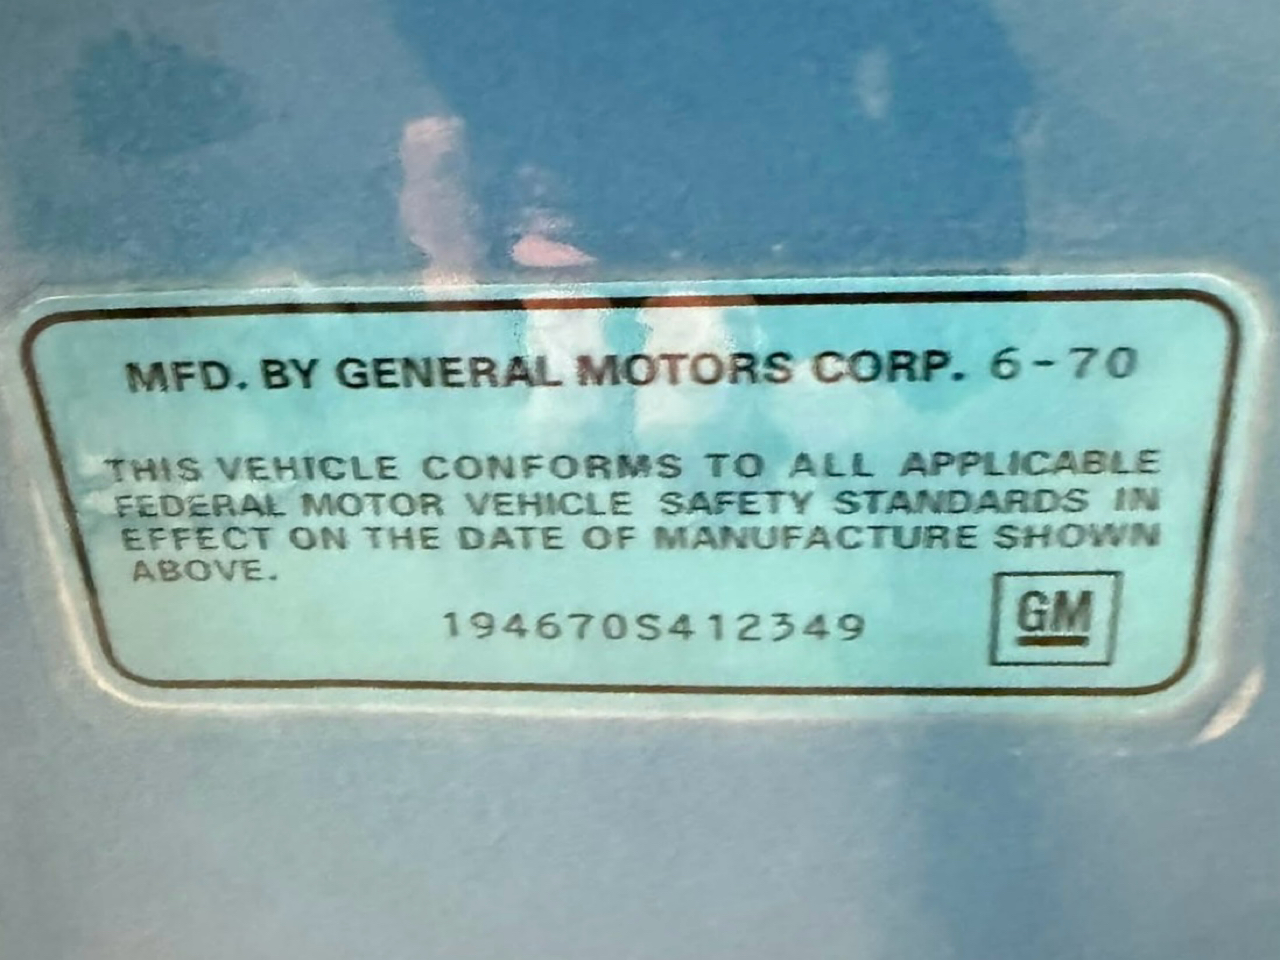 MFD. BY GENERAL MOTORS CORP. 6-70
THIS VEHICLE CONFORMS TO ALL APPLICABLE
FEDERAL MOTOR VEHICLE SAFETY STANDARDS IN
EFFECT ON THE DATE OF MANUFACTURE SHOWN
ABOVE.
194670S412349
GM